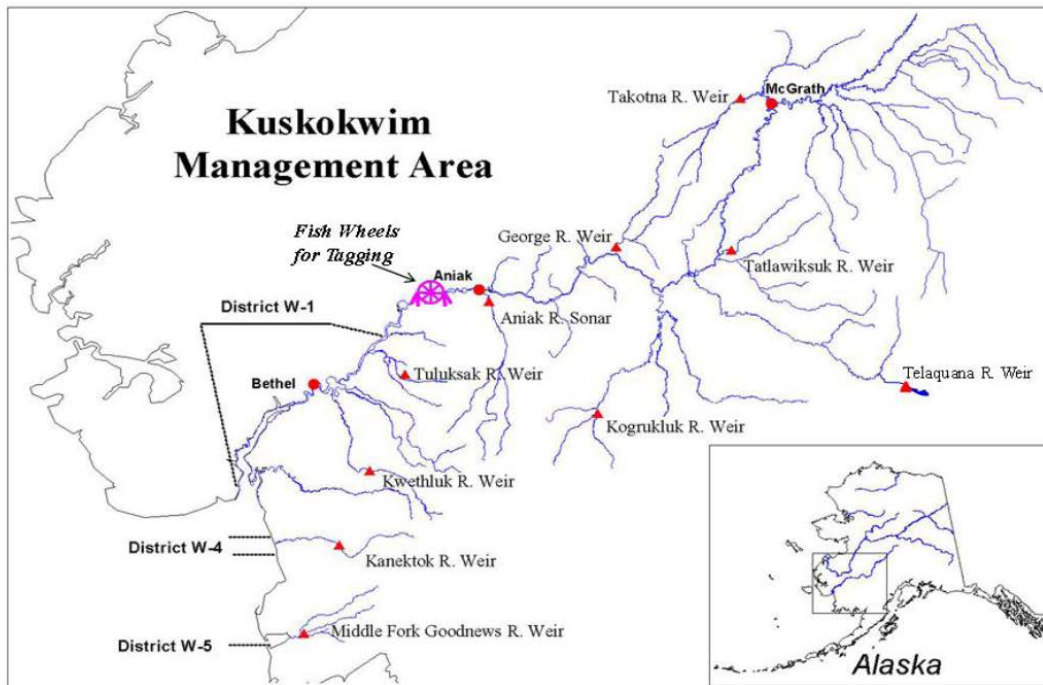 Kuskokwim
Management Area
Takotna R. Weir
McGrath
Fish Wheels
for Tagging
George R. Weir
Tatlawiksuk R. Weir
Aniak
Aniak R. Sonar
District W-1
Bethel
Tuluksak R. Weir
Telaquana R. Weir
Kogrukluk R. Weir
Kwethluk R. Weir
District W-4
Kanektok R. Weir
Middle Fork Goodnews R. Weir
District W-5
Alaska